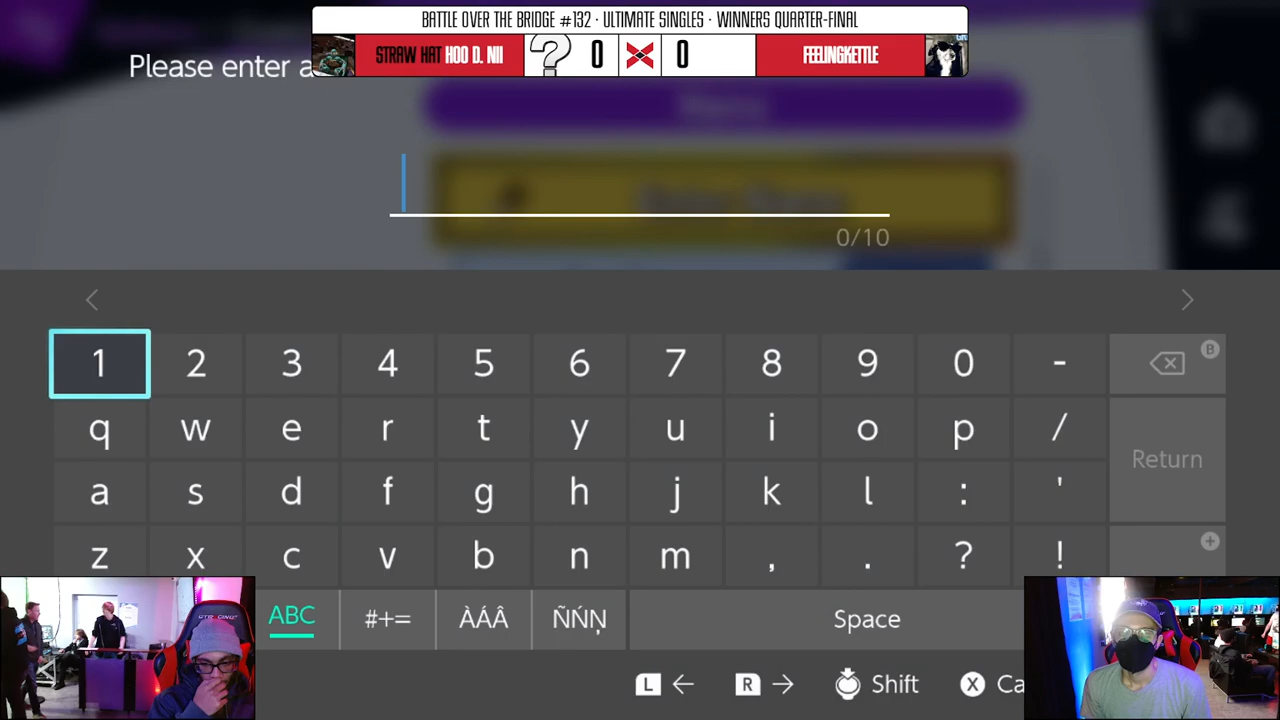 BATTLE OVER THE BRIDGE #132 · ULTIMATE SINGLES · WINNERS QUARTER-FINAL
STRAW HAT HOO D. NII ? 0 0 FEELINGKETTLE
Please enter a
0/10
1 2 3 4 5 6 7 8 9 0 - B
q w e r t y u i o p /
Return
a s d f g h j k l : '
z x c v b n m , . ? ! +
ABC #+= ÀÁÂ ÑŃŅ Space
L ← R → Shift X Ca